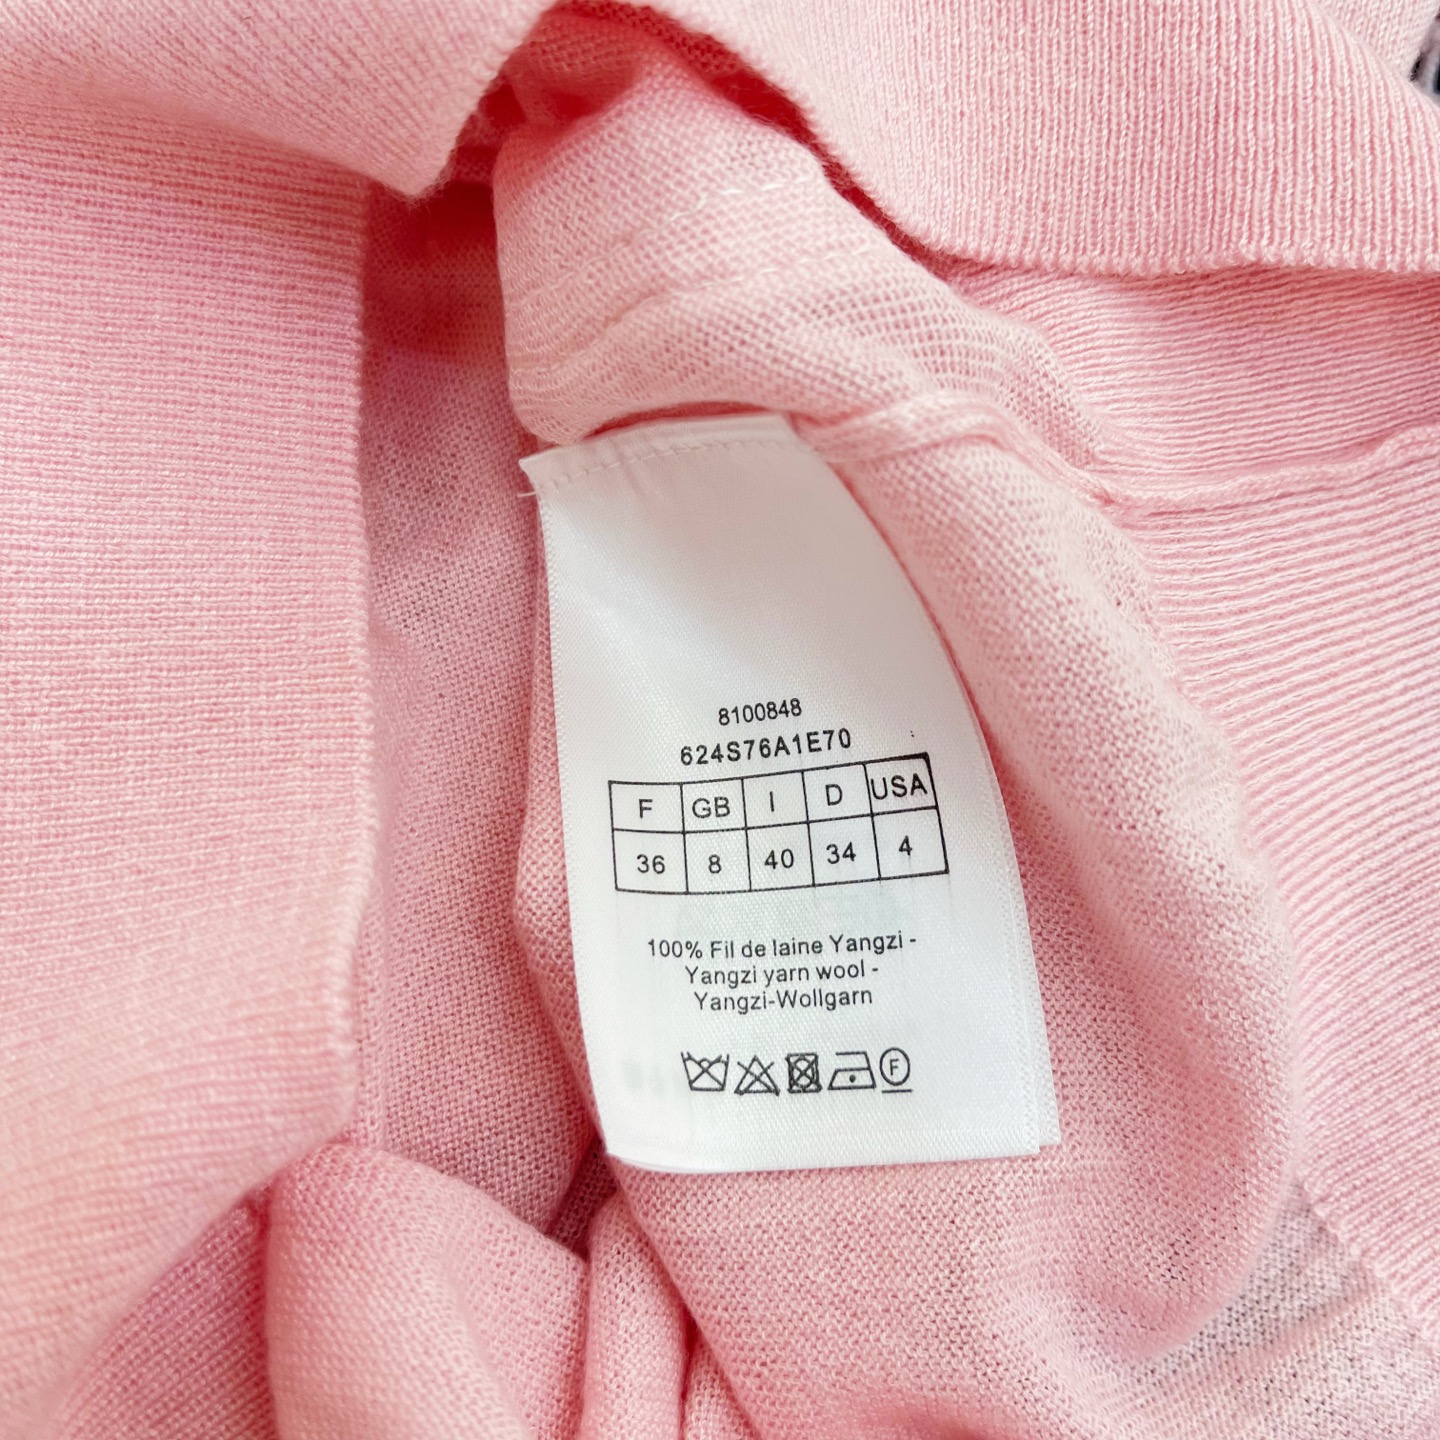 8100848
624S76A1E70
F GB I D USA
36 8 40 34 4
100% Fil de laine Yangzi -
Yangzi yarn wool -
Yangzi-Wollgarn
F